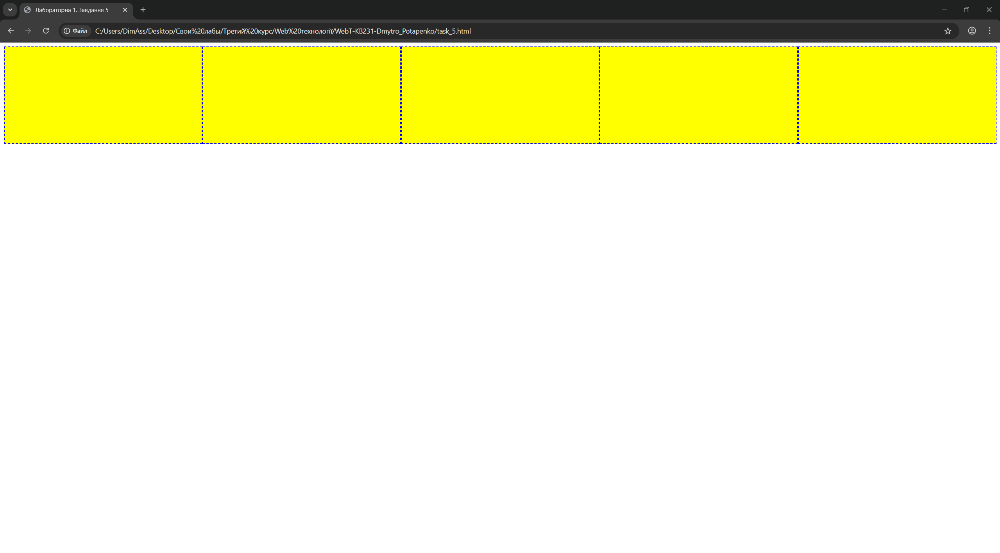 Лабораторна 1. Завдання 5
Файл
C:/Users/DimAss/Desktop/Свои%20лабы/Третий%20курс/Web%20технології/WebT-KB231-Dmytro_Potapenko/task_5.html